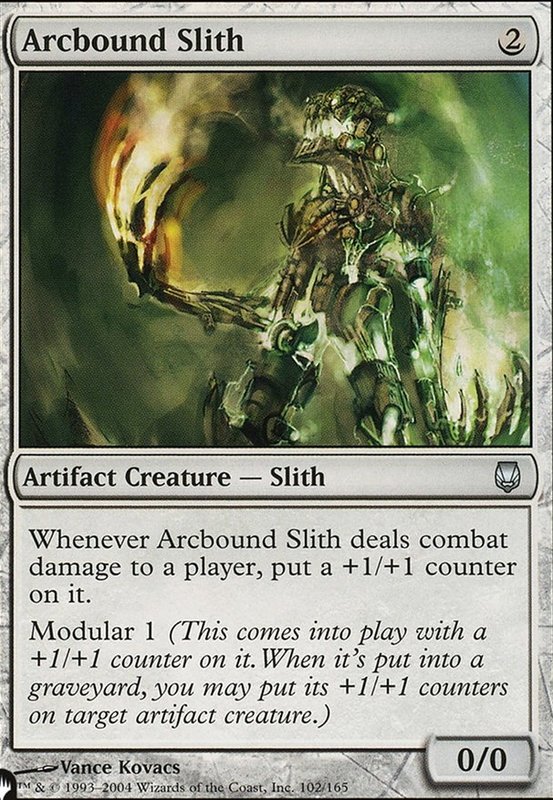 Arcbound Slith 2
Artifact Creature — Slith
Whenever Arcbound Slith deals combat
damage to a player, put a +1/+1 counter
on it.
Modular 1 (This comes into play with a
+1/+1 counter on it. When it's put into a
graveyard, you may put its +1/+1 counters
on target artifact creature.)
0/0
Vance Kovacs
™ & © 1993–2004 Wizards of the Coast, Inc. 102/165